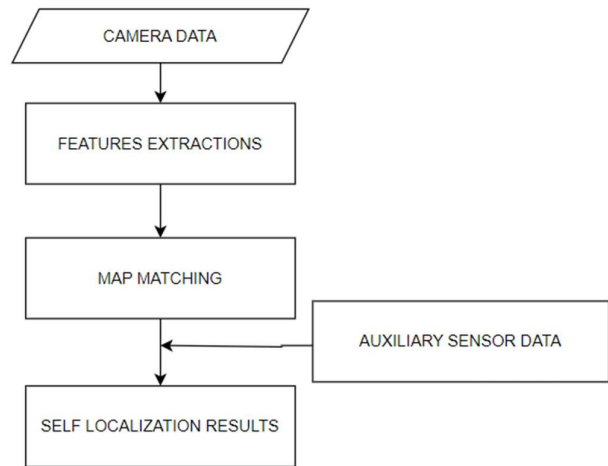 CAMERA DATA
FEATURES EXTRACTIONS
MAP MATCHING
AUXILIARY SENSOR DATA
SELF LOCALIZATION RESULTS